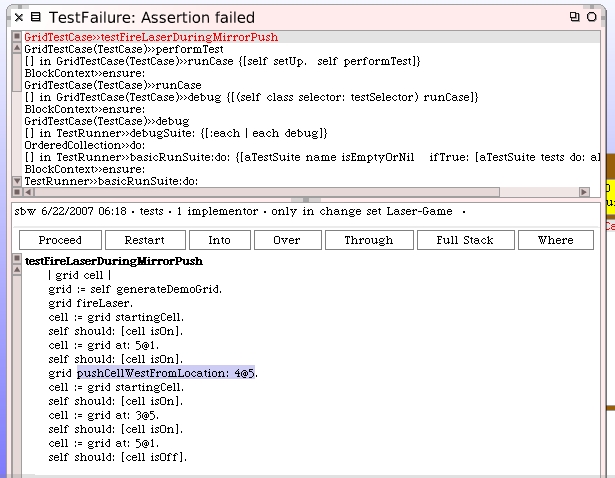 TestFailure: Assertion failed
GridTestCase>>testFireLaserDuringMirrorPush
GridTestCase(TestCase)>>performTest
[] in GridTestCase(TestCase)>>runCase {[self setUp.  self performTest]}
BlockContext>>ensure:
GridTestCase(TestCase)>>runCase
[] in GridTestCase(TestCase)>>debug {[(self class selector: testSelector) runCase]}
BlockContext>>ensure:
GridTestCase(TestCase)>>debug
[] in TestRunner>>debugSuite: {[:each | each debug]}
OrderedCollection>>do:
[] in TestRunner>>basicRunSuite:do: {[aTestSuite name isEmptyOrNil   ifTrue: [aTestSuite tests do: a
BlockContext>>ensure:
TestRunner>>basicRunSuite:do:
sbw 6/22/2007 06:18 · tests · 1 implementor · only in change set Laser-Game ·
Proceed Restart Into Over Through Full Stack Where
testFireLaserDuringMirrorPush
| grid cell |
grid := self generateDemoGrid.
grid fireLaser.
cell := grid startingCell.
self should: [cell isOn].
cell := grid at: 5@1.
self should: [cell isOn].
grid pushCellWestFromLocation: 4@5.
cell := grid startingCell.
self should: [cell isOn].
cell := grid at: 3@5.
self should: [cell isOn].
cell := grid at: 5@1.
self should: [cell isOff].